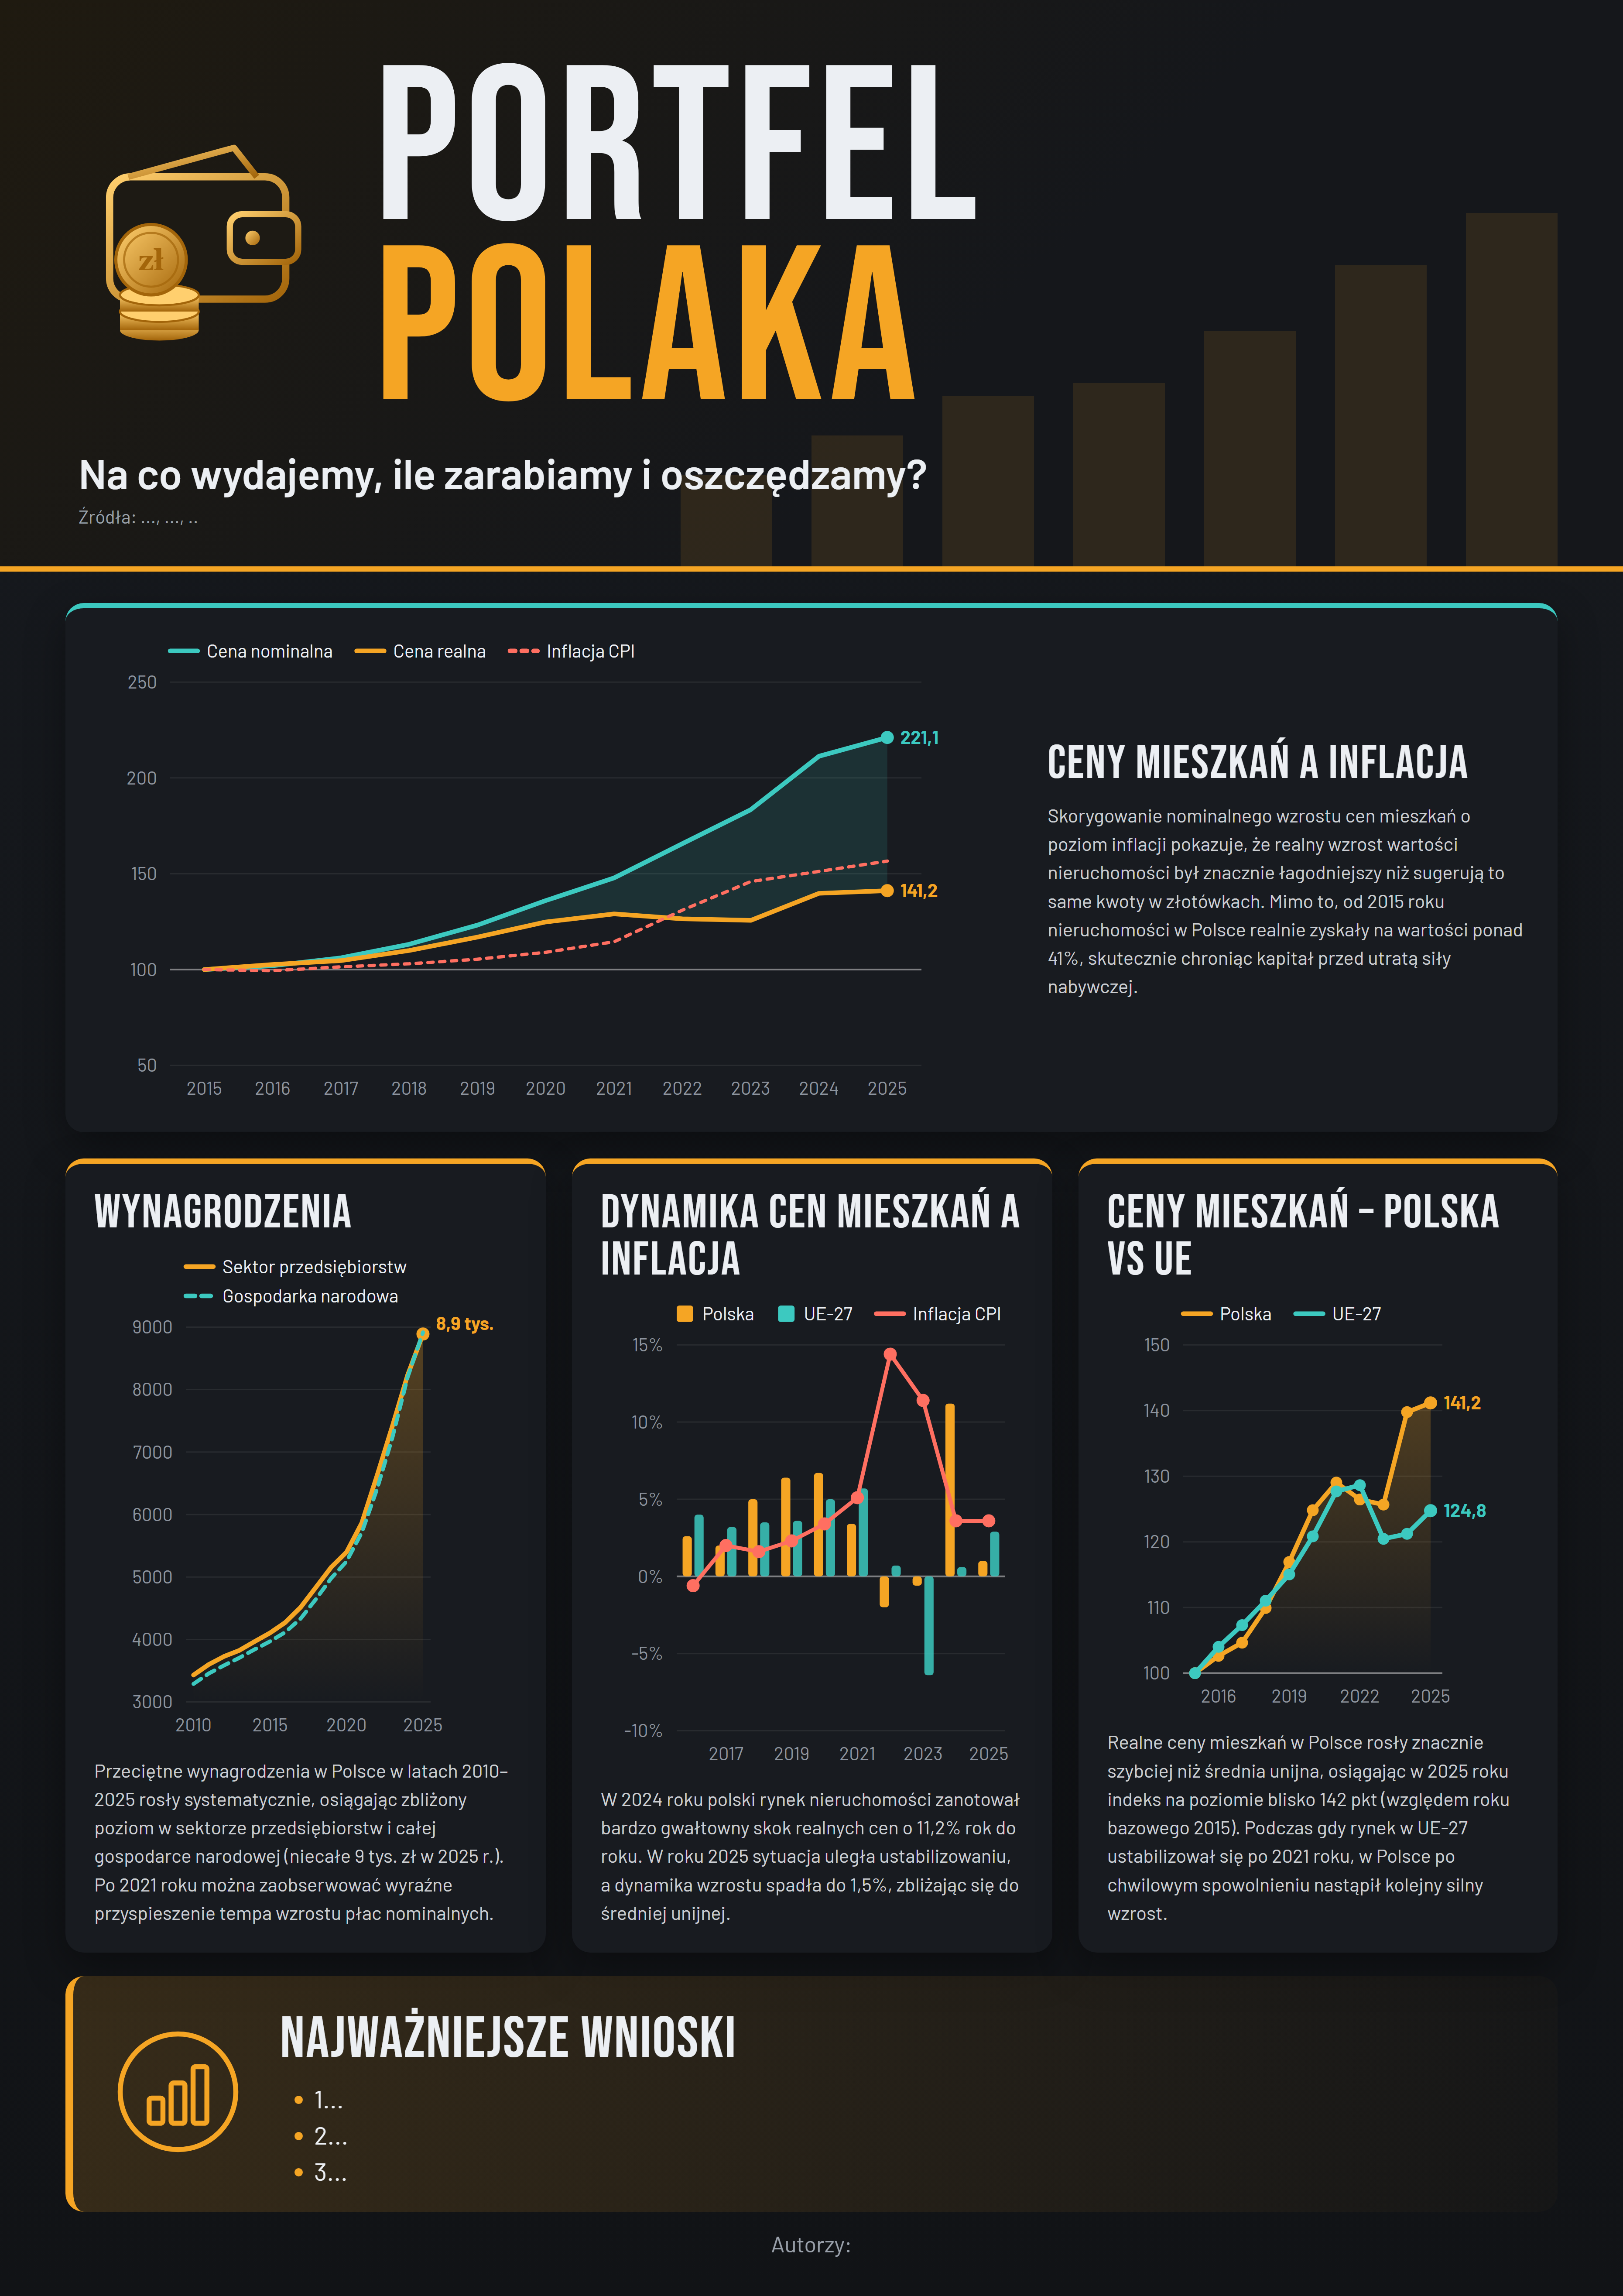 PORTFEL
POLAKA
zł
Na co wydajemy, ile zarabiamy i oszczędzamy?
Źródła: ..., ..., ..
Cena nominalna Cena realna Inflacja CPI
250
200
150
100
50
221,1
141,2
2015 2016 2017 2018 2019 2020 2021 2022 2023 2024 2025
CENY MIESZKAŃ A INFLACJA
Skorygowanie nominalnego wzrostu cen mieszkań o
poziom inflacji pokazuje, że realny wzrost wartości
nieruchomości był znacznie łagodniejszy niż sugerują to
same kwoty w złotówkach. Mimo to, od 2015 roku
nieruchomości w Polsce realnie zyskały na wartości ponad
41%, skutecznie chroniąc kapitał przed utratą siły
nabywczej.
WYNAGRODZENIA
Sektor przedsiębiorstw
Gospodarka narodowa
8,9 tys.
9000
8000
7000
6000
5000
4000
3000
2010 2015 2020 2025
Przeciętne wynagrodzenia w Polsce w latach 2010–
2025 rosły systematycznie, osiągając zbliżony
poziom w sektorze przedsiębiorstw i całej
gospodarce narodowej (niecałe 9 tys. zł w 2025 r.).
Po 2021 roku można zaobserwować wyraźne
przyspieszenie tempa wzrostu płac nominalnych.
DYNAMIKA CEN MIESZKAŃ A
INFLACJA
Polska UE-27 Inflacja CPI
15%
10%
5%
0%
-5%
-10%
2017 2019 2021 2023 2025
W 2024 roku polski rynek nieruchomości zanotował
bardzo gwałtowny skok realnych cen o 11,2% rok do
roku. W roku 2025 sytuacja uległa ustabilizowaniu,
a dynamika wzrostu spadła do 1,5%, zbliżając się do
średniej unijnej.
CENY MIESZKAŃ – POLSKA
VS UE
Polska UE-27
150
140
130
120
110
100
141,2
124,8
2016 2019 2022 2025
Realne ceny mieszkań w Polsce rosły znacznie
szybciej niż średnia unijna, osiągając w 2025 roku
indeks na poziomie blisko 142 pkt (względem roku
bazowego 2015). Podczas gdy rynek w UE-27
ustabilizował się po 2021 roku, w Polsce po
chwilowym spowolnieniu nastąpił kolejny silny
wzrost.
NAJWAŻNIEJSZE WNIOSKI
• 1...
• 2...
• 3...
Autorzy: